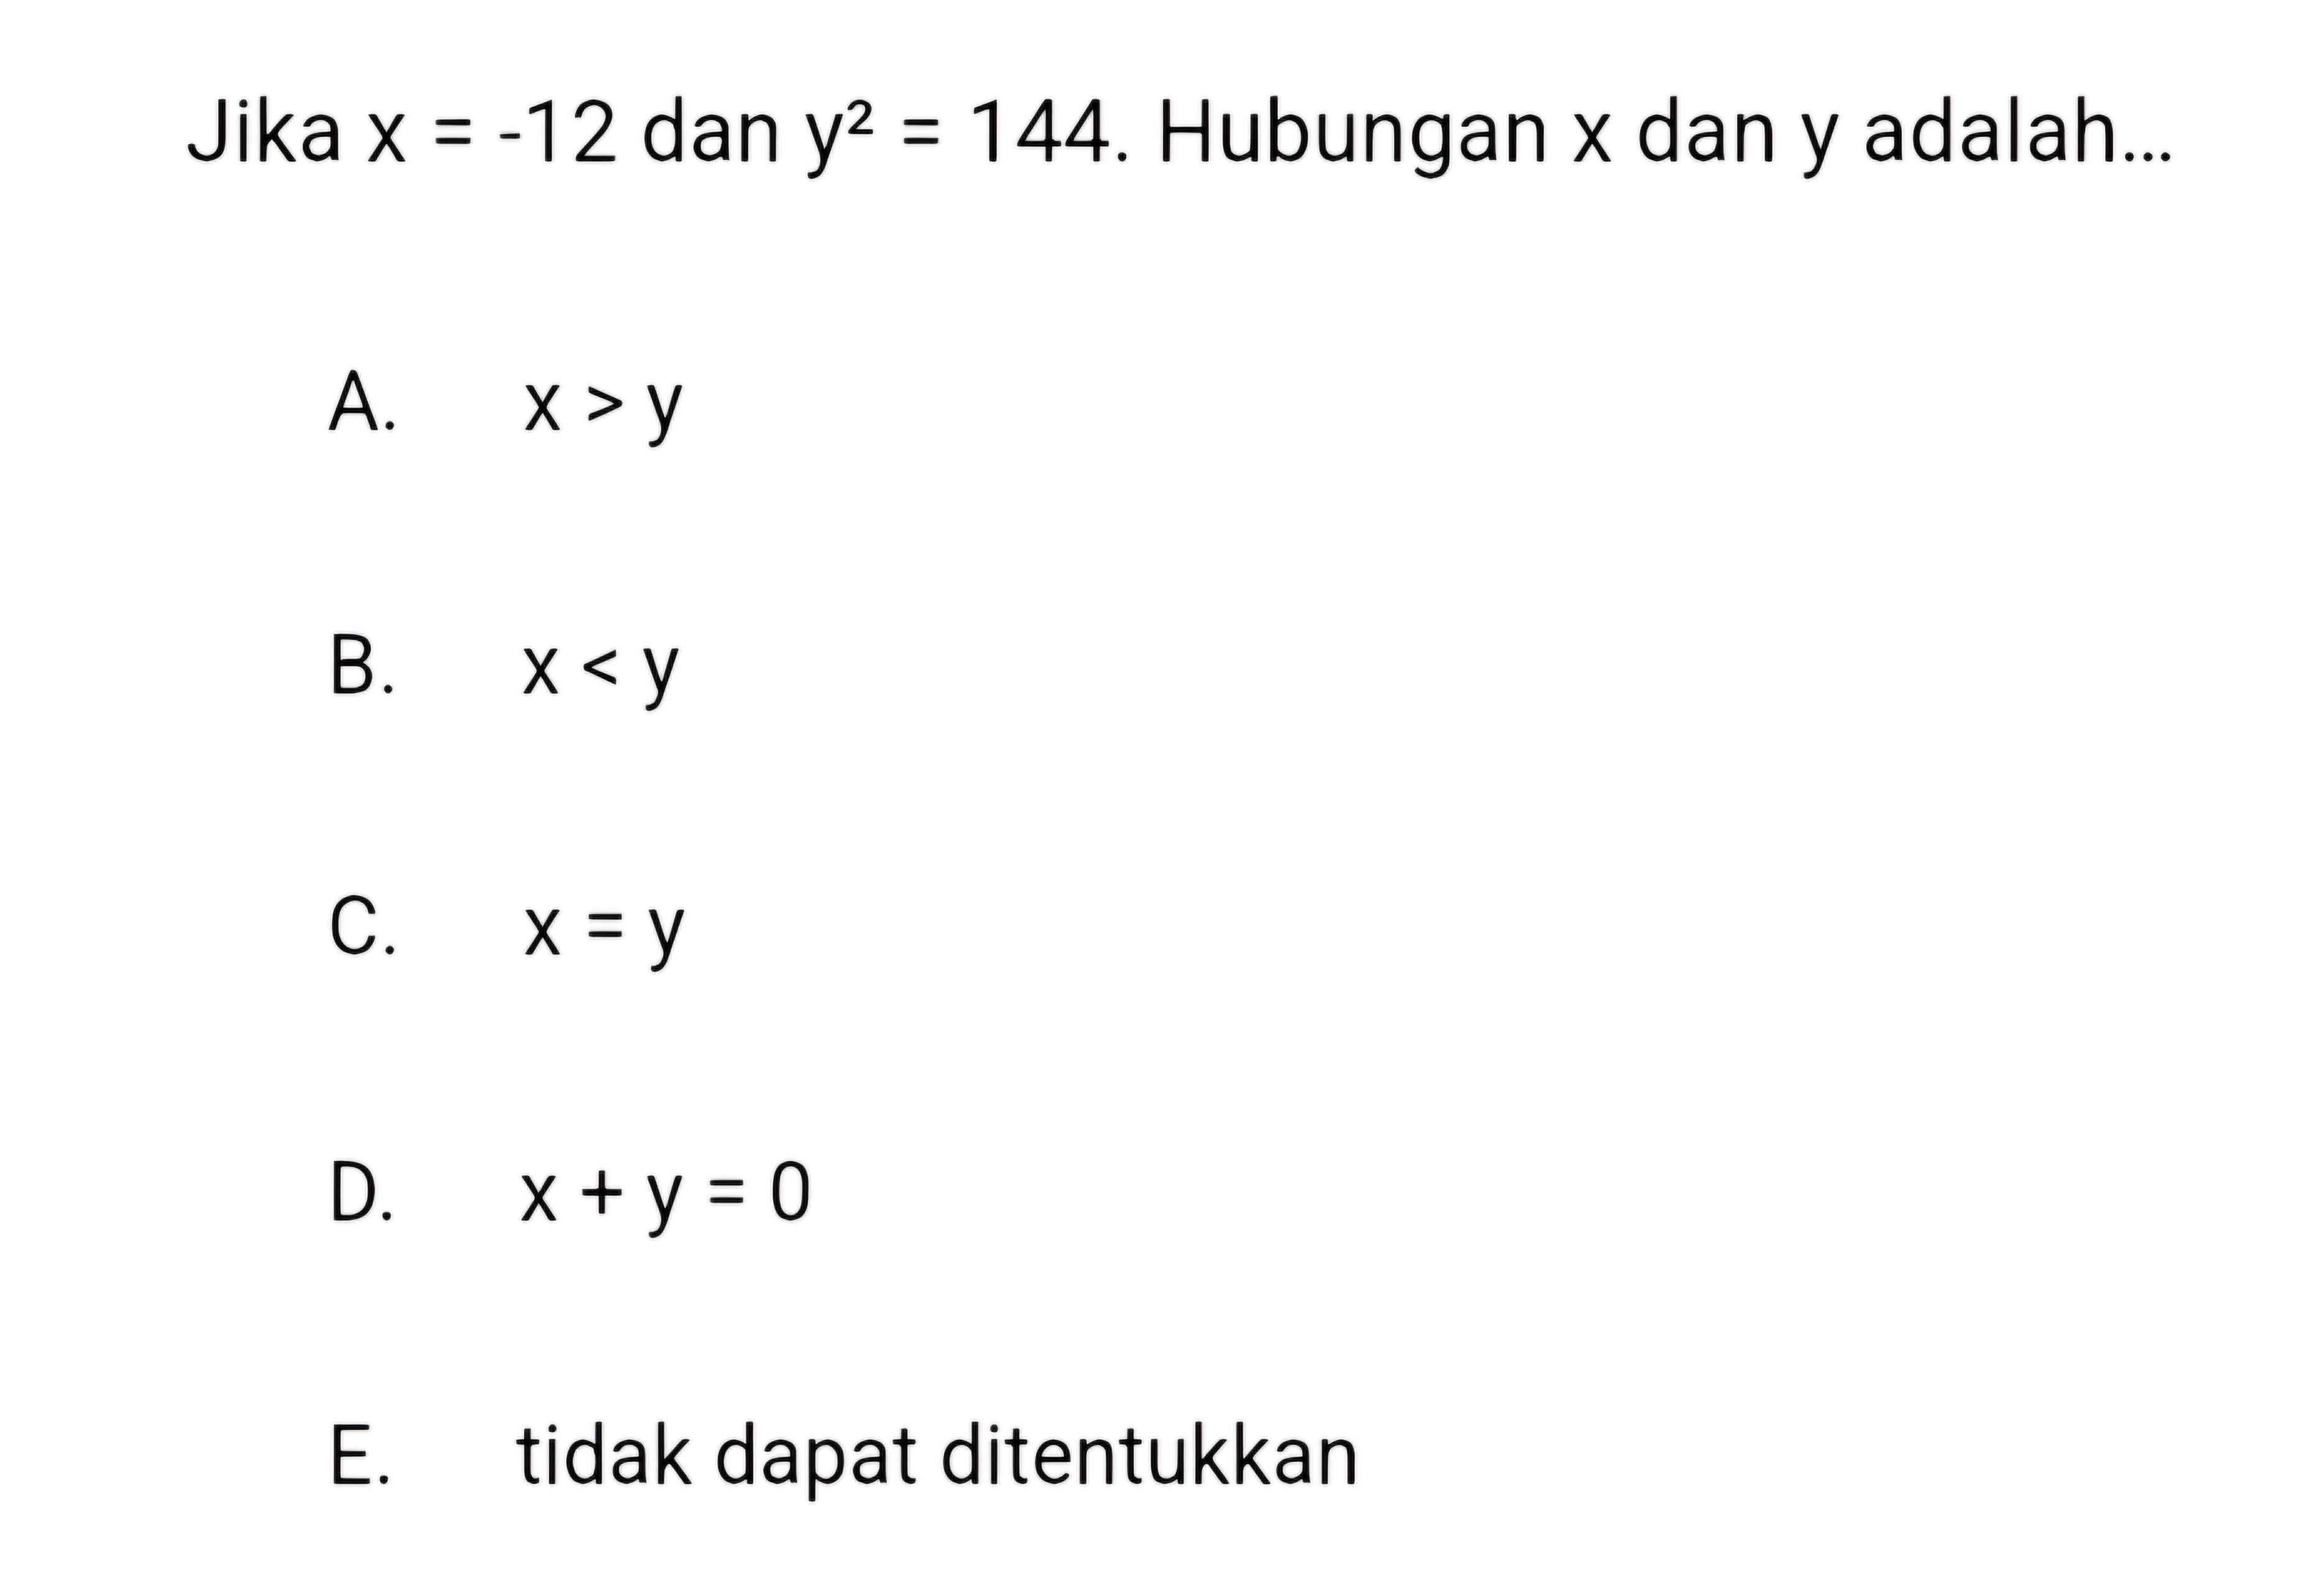 Jika x = -12 dan y² = 144. Hubungan x dan y adalah...
A. x > y
B. x < y
C. x = y
D. x + y = 0
E. tidak dapat ditentukkan